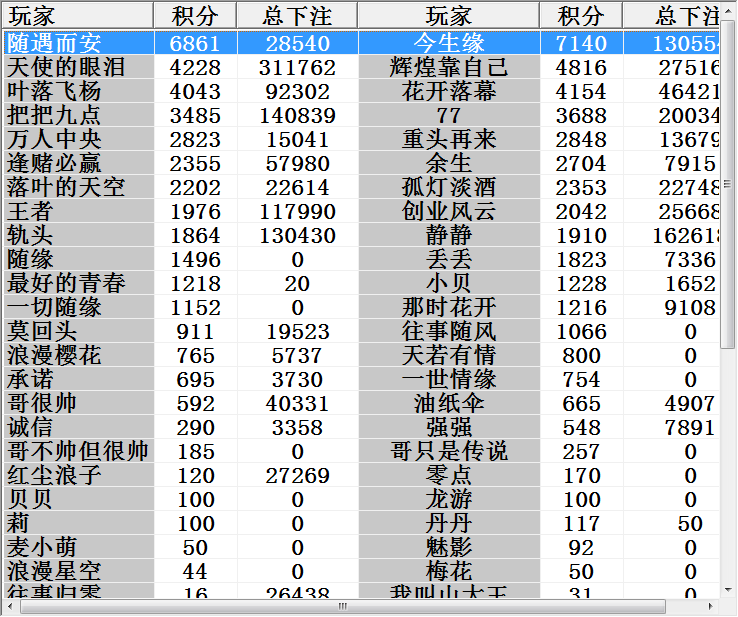 玩家 积分 总下注 玩家 积分 总下注
随遇而安 6861 28540 今生缘 7140
天使的眼泪 4228 311762 辉煌靠自己 4816 27516
叶落飞杨 4043 92302 花开落幕 4154 46421
把把九点 3485 140839 77 3688 20034
万人中央 2823 15041 重头再来 2848 13679
逢赌必赢 2355 57980 余生 2704 7915
落叶的天空 2202 22614 孤灯淡酒 2353 22748
王者 1976 117990 创业风云 2042 25668
轨头 1864 130430 静静 1910
随缘 1496 0 丢丢 1823 7336
最好的青春 1218 20 小贝 1228 1652
一切随缘 1152 0 那时花开 1216 9108
莫回头 911 19523 往事随风 1066 0
浪漫樱花 765 5737 天若有情 800 0
承诺 695 3730 一世情缘 754 0
哥很帅 592 40331 油纸伞 665 4907
诚信 290 3358 强强 548 7891
哥不帅但很帅 185 0 哥只是传说 257 0
红尘浪子 120 27269 零点 170 0
贝贝 100 0 龙游 100 0
莉 100 0 丹丹 117 50
麦小萌 50 0 魅影 92 0
浪漫星空 44 0 梅花 50 0
往事归零 16 26438 我叫山大王 31 0